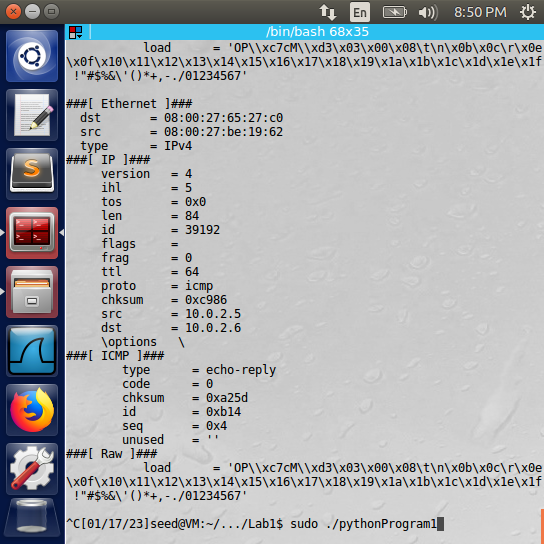 En
8:50 PM
/bin/bash 68x35
load = 'OP\\xc7cM\\xd3\x03\x00\x08\t\n\x0b\x0c\r\x0e
\x0f\x10\x11\x12\x13\x14\x15\x16\x17\x18\x19\x1a\x1b\x1c\x1d\x1e\x1f
!"#$%&\'()*+,-./01234567'
###[ Ethernet ]###
dst = 08:00:27:65:27:c0
src = 08:00:27:be:19:62
type = IPv4
###[ IP ]###
version = 4
ihl = 5
tos = 0x0
len = 84
id = 39192
flags =
frag = 0
ttl = 64
proto = icmp
chksum = 0xc986
src = 10.0.2.5
dst = 10.0.2.6
\options \
###[ ICMP ]###
type = echo-reply
code = 0
chksum = 0xa25d
id = 0xb14
seq = 0x4
unused = ''
###[ Raw ]###
load = 'OP\\xc7cM\\xd3\x03\x00\x08\t\n\x0b\x0c\r\x0e
\x0f\x10\x11\x12\x13\x14\x15\x16\x17\x18\x19\x1a\x1b\x1c\x1d\x1e\x1f
!"#$%&\'()*+,-./01234567'
^C[01/17/23]seed@VM:~/.../Lab1$ sudo ./pythonProgram1